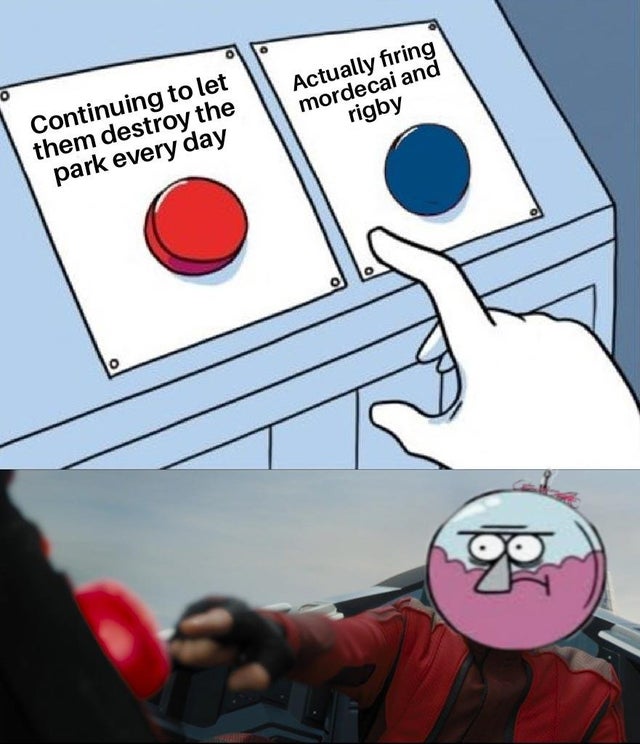 Continuing to let
them destroy the
park every day
Actually firing
mordecai and
rigby